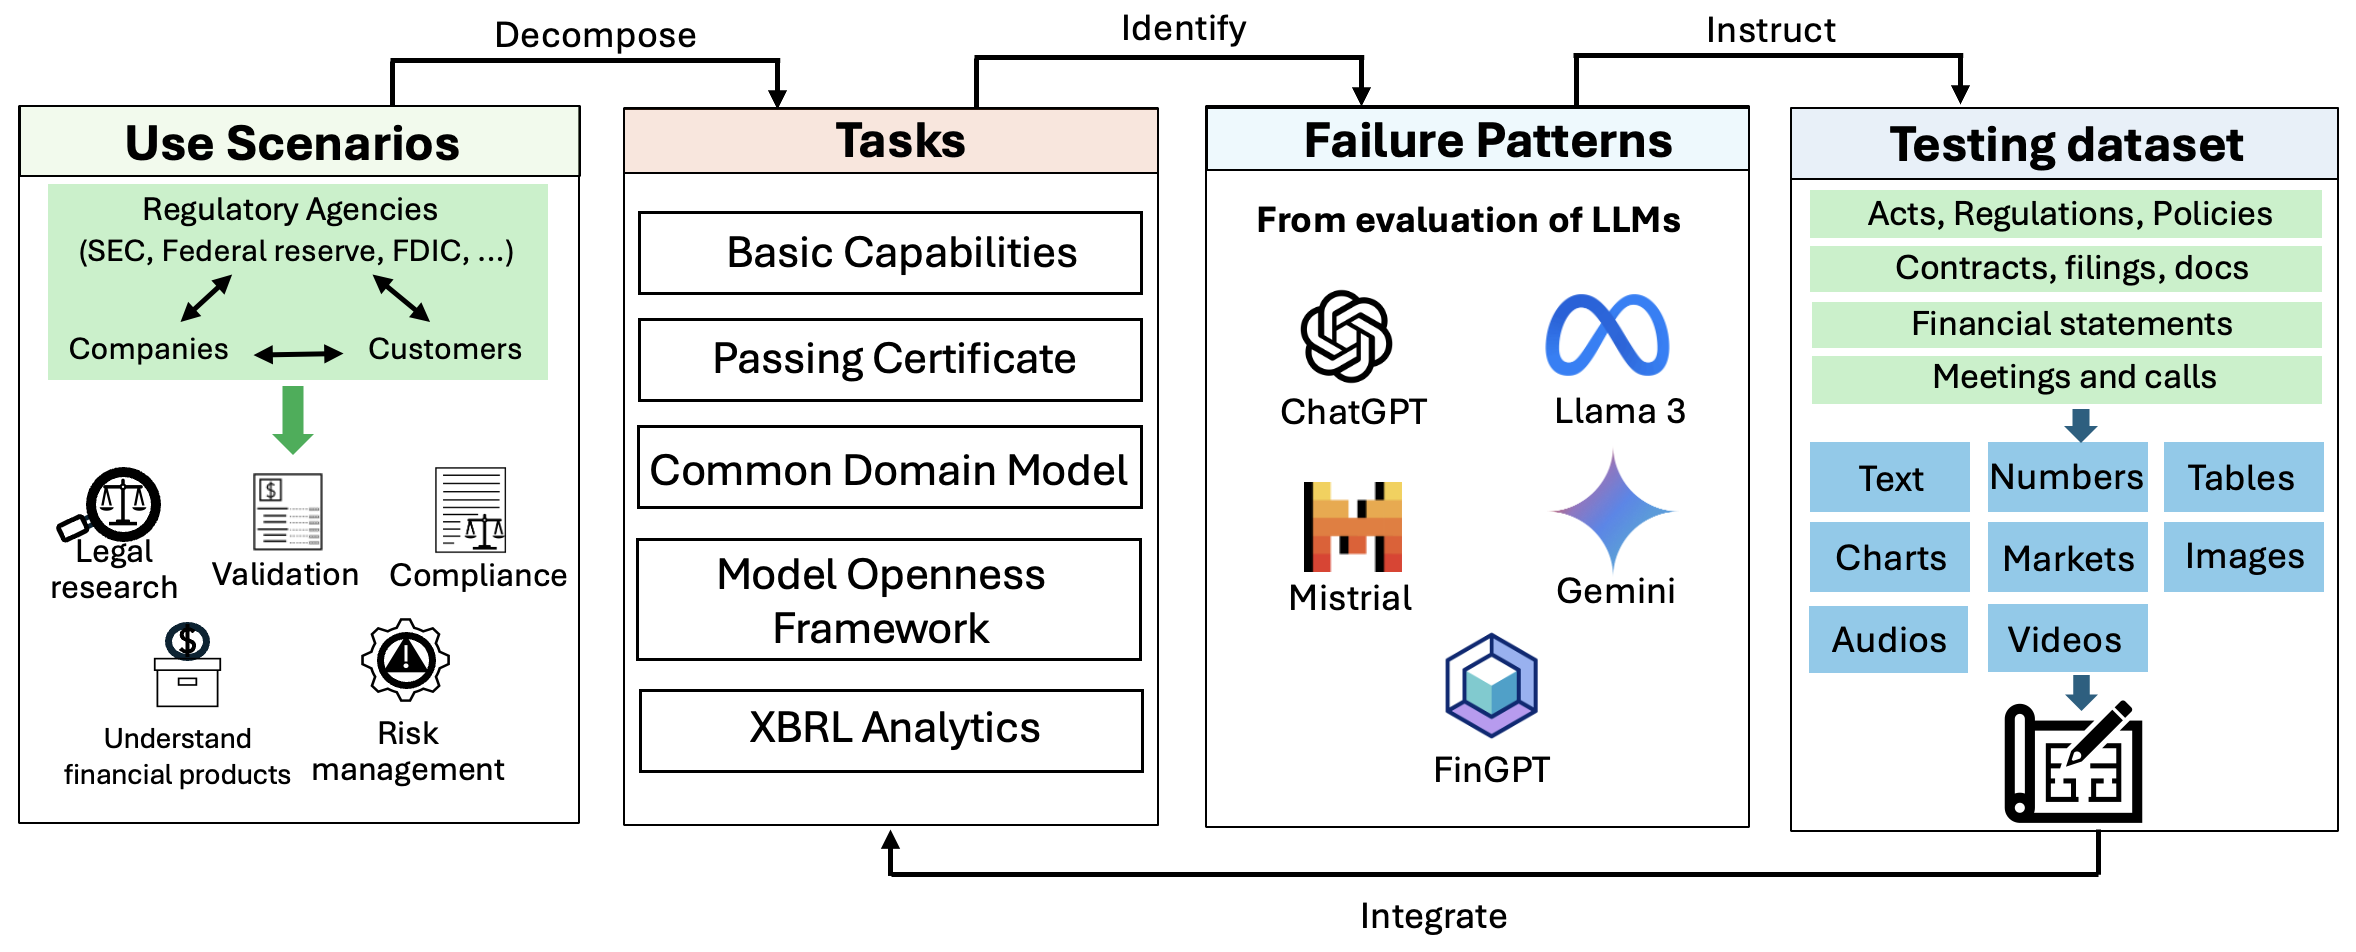 Decompose
Identify
Instruct
Use Scenarios
Regulatory Agencies
(SEC, Federal reserve, FDIC, ...)
Companies
Customers
Legal
research
Validation
Compliance
Understand
financial products
Risk
management
Tasks
Basic Capabilities
Passing Certificate
Common Domain Model
Model Openness
Framework
XBRL Analytics
Failure Patterns
From evaluation of LLMs
ChatGPT
Llama 3
Mistrial
Gemini
FinGPT
Testing dataset
Acts, Regulations, Policies
Contracts, filings, docs
Financial statements
Meetings and calls
Text
Numbers
Tables
Charts
Markets
Images
Audios
Videos
Integrate